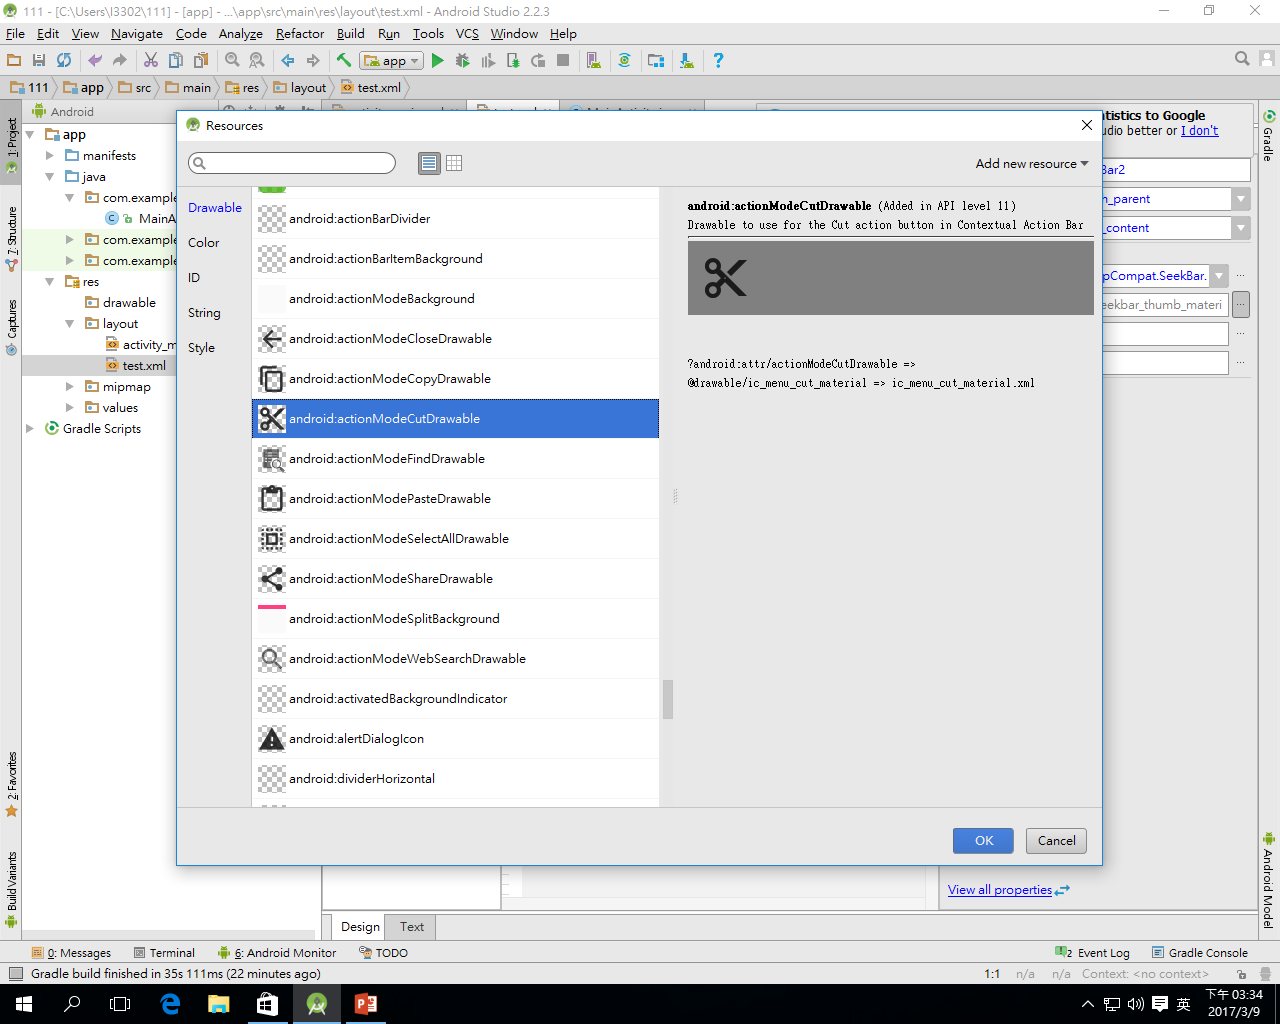 111 - [C:\Users\I3302\111] - [app] - ...\app\src\main\res\layout\test.xml - Android Studio 2.2.3
File Edit View Navigate Code Analyze Refactor Build Run Tools VCS Window Help
app
111 app src main res layout test.xml
Android
1: Project
7: Structure
Captures
2: Favorites
Build Variants
app
manifests
java
com.example
MainA
com.example
com.example
res
drawable
layout
activity_m
test.xml
mipmap
values
Gradle Scripts
Resources
Add new resource
Drawable
Color
ID
String
Style
android:actionBarDivider
android:actionBarItemBackground
android:actionModeBackground
android:actionModeCloseDrawable
android:actionModeCopyDrawable
android:actionModeCutDrawable
android:actionModeFindDrawable
android:actionModePasteDrawable
android:actionModeSelectAllDrawable
android:actionModeShareDrawable
android:actionModeSplitBackground
android:actionModeWebSearchDrawable
android:activatedBackgroundIndicator
android:alertDialogIcon
android:dividerHorizontal
android:actionModeCutDrawable (Added in API level 11)
Drawable to use for the Cut action button in Contextual Action Bar
?android:attr/actionModeCutDrawable =>
@drawable/ic_menu_cut_material => ic_menu_cut_material.xml
OK
Cancel
tistics to Google
udio better or I don't
Bar2
_parent
_content
pCompat.SeekBar.
eekbar_thumb_materi
View all properties
Gradle
Android Model
Design Text
0: Messages Terminal 6: Android Monitor TODO
2 Event Log Gradle Console
Gradle build finished in 35s 111ms (22 minutes ago)
1:1 n/a n/a Context: <no context>
英
下午 03:34
2017/3/9